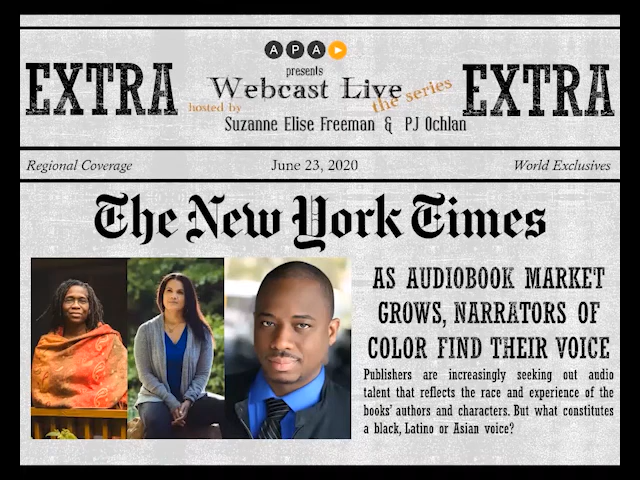 APA
presents
EXTRA Webcast Live EXTRA
hosted by the series
Suzanne Elise Freeman & PJ Ochlan
Regional Coverage June 23, 2020 World Exclusives
The New York Times
AS AUDIOBOOK MARKET
GROWS, NARRATORS OF
COLOR FIND THEIR VOICE
Publishers are increasingly seeking out audio
talent that reflects the race and experience of the
books' authors and characters. But what constitutes
a black, Latino or Asian voice?